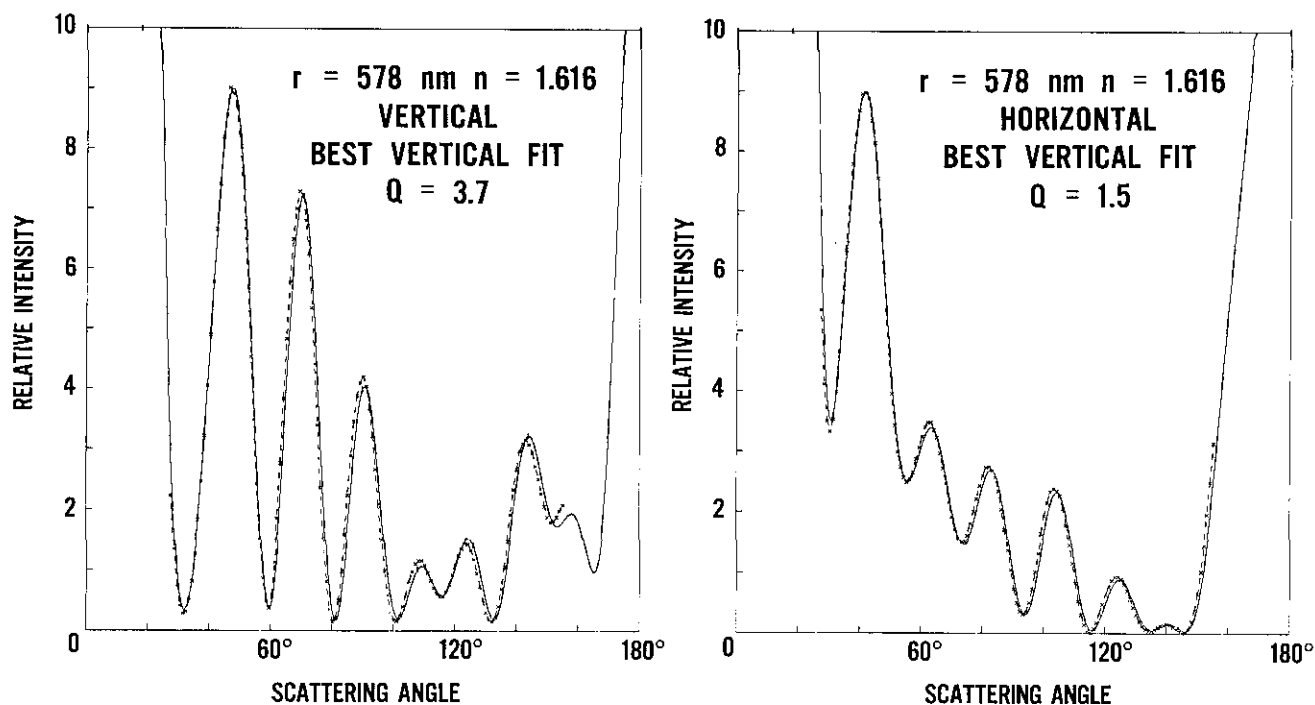 10
8
6
4
2
0
RELATIVE INTENSITY
r = 578 nm n = 1.616
VERTICAL
BEST VERTICAL FIT
Q = 3.7
60°
120°
180°
SCATTERING ANGLE
10
8
6
4
2
0
RELATIVE INTENSITY
r = 578 nm n = 1.616
HORIZONTAL
BEST VERTICAL FIT
Q = 1.5
60°
120°
180°
SCATTERING ANGLE